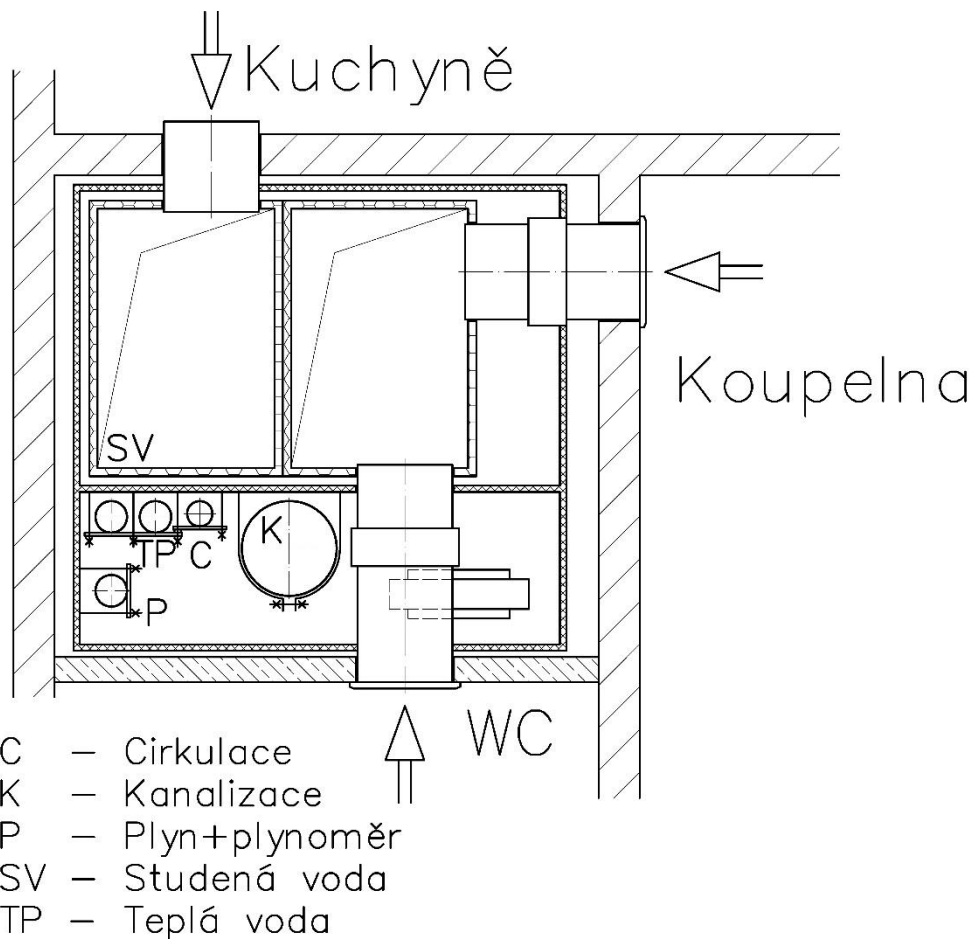 Kuchyně
Koupelna
SV
K
TP C
P
WC
C – Cirkulace
K – Kanalizace
P – Plyn+plynoměr
SV – Studená voda
TP – Teplá voda